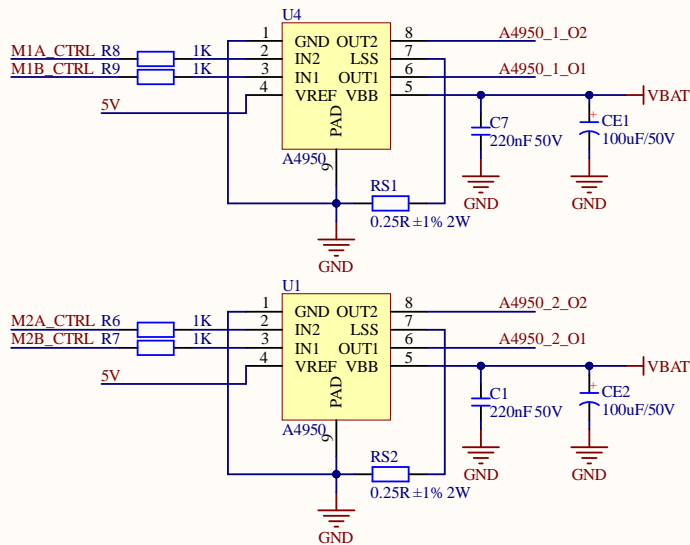 U4
1 GND OUT2 8 A4950_1_O2
M1A_CTRL R8 1K 2 IN2 LSS 7
M1B_CTRL R9 1K 3 IN1 OUT1 6 A4950_1_O1
4 VREF VBB 5 VBAT
5V
PAD
C7
220nF 50V
+ CE1
100uF/50V
A4950
9
GND
GND
RS1
0.25R ±1% 2W
GND
U1
1 GND OUT2 8 A4950_2_O2
M2A_CTRL R6 1K 2 IN2 LSS 7
M2B_CTRL R7 1K 3 IN1 OUT1 6 A4950_2_O1
4 VREF VBB 5 VBAT
5V
PAD
C1
220nF 50V
+ CE2
100uF/50V
A4950
9
GND
GND
RS2
0.25R ±1% 2W
GND